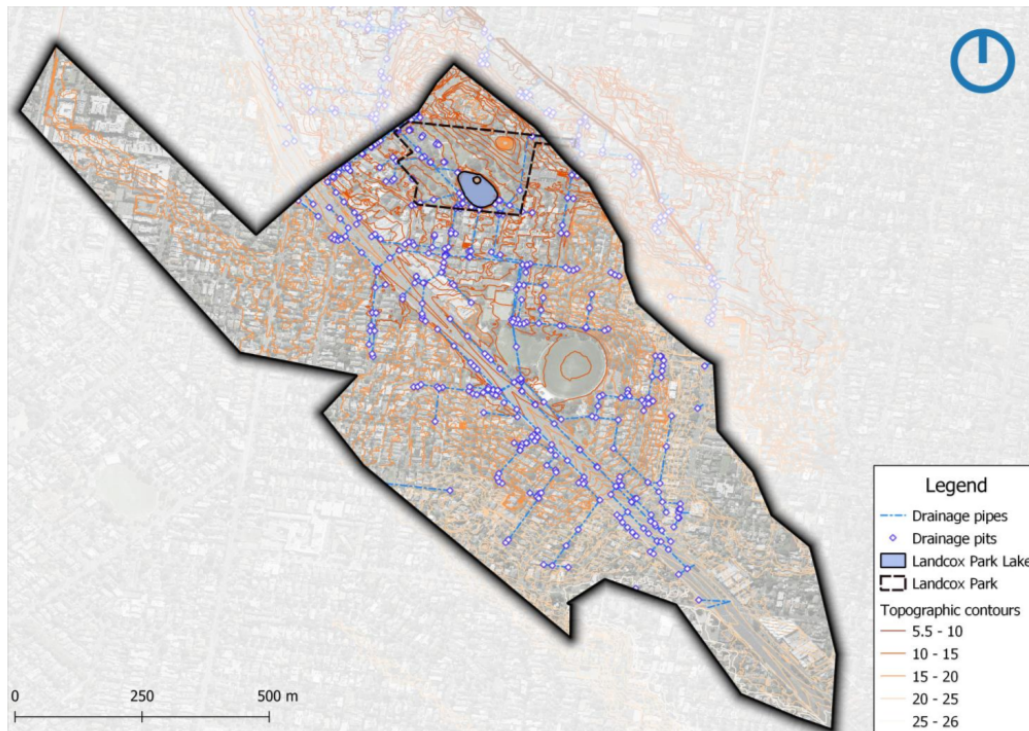 Legend
Drainage pipes
Drainage pits
Landcox Park Lake
Landcox Park
Topographic contours
5.5 - 10
10 - 15
15 - 20
20 - 25
25 - 26
0 250 500 m